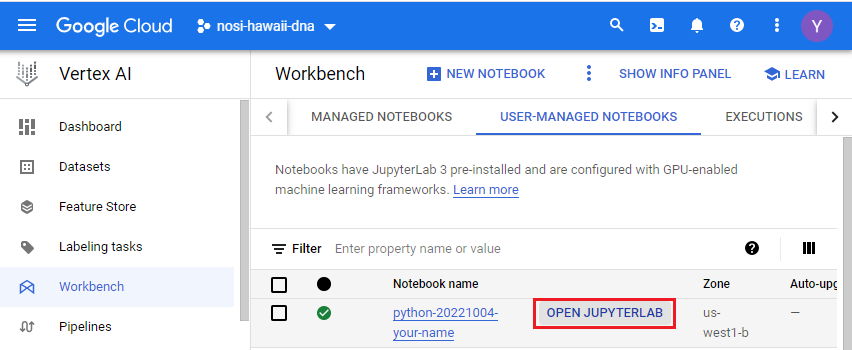 Google Cloud nosi-hawaii-dna Y
Vertex AI
Workbench NEW NOTEBOOK SHOW INFO PANEL LEARN
Dashboard
Datasets
Feature Store
Labeling tasks
Workbench
Pipelines
MANAGED NOTEBOOKS USER-MANAGED NOTEBOOKS EXECUTIONS
Notebooks have JupyterLab 3 pre-installed and are configured with GPU-enabled
machine learning frameworks. Learn more
Filter Enter property name or value
Notebook name Zone Auto-upg
python-20221004-
your-name
OPEN JUPYTERLAB
us-
west1-b
—